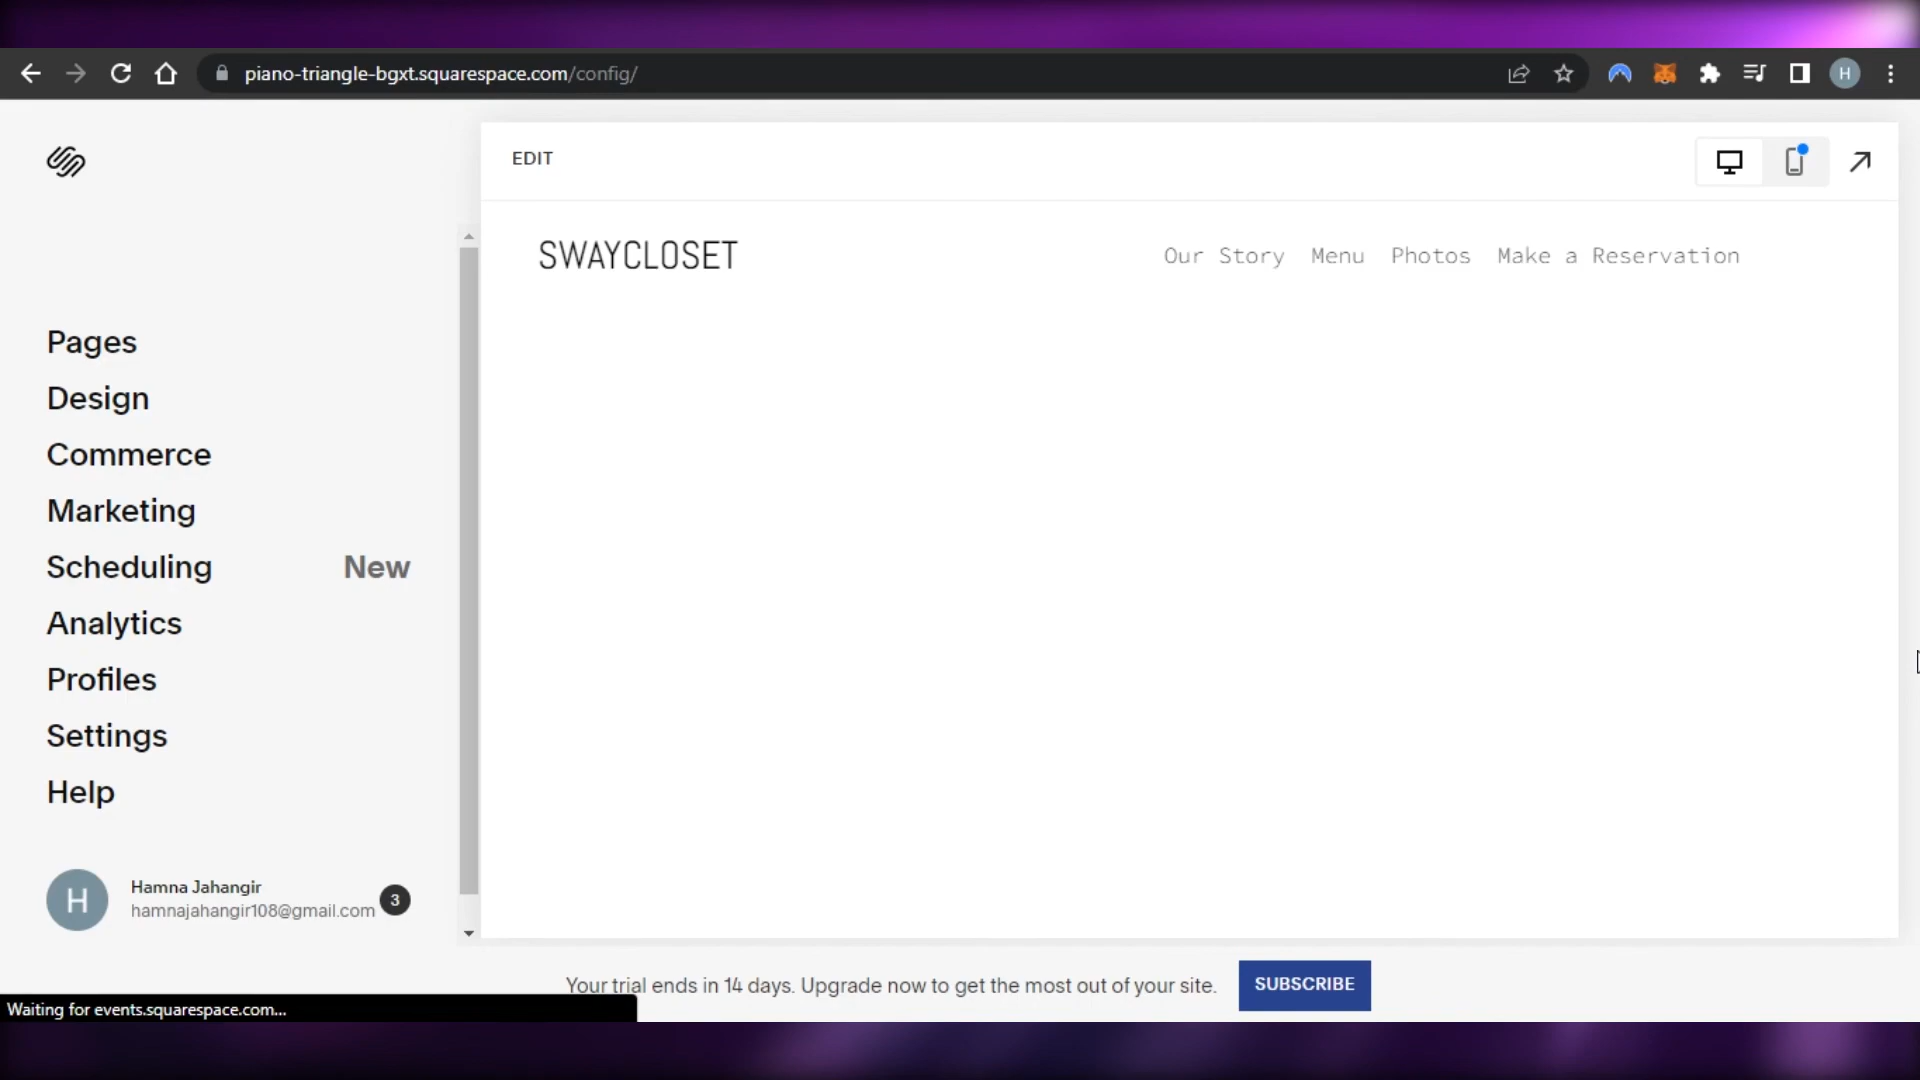 piano-triangle-bgxt.squarespace.com/config/
H
EDIT
SWAYCLOSET
Our Story Menu Photos Make a Reservation
Pages
Design
Commerce
Marketing
Scheduling New
Analytics
Profiles
Settings
Help
H
Hamna Jahangir
hamnajahangir108@gmail.com
3
Your trial ends in 14 days. Upgrade now to get the most out of your site.
SUBSCRIBE
Waiting for events.squarespace.com...